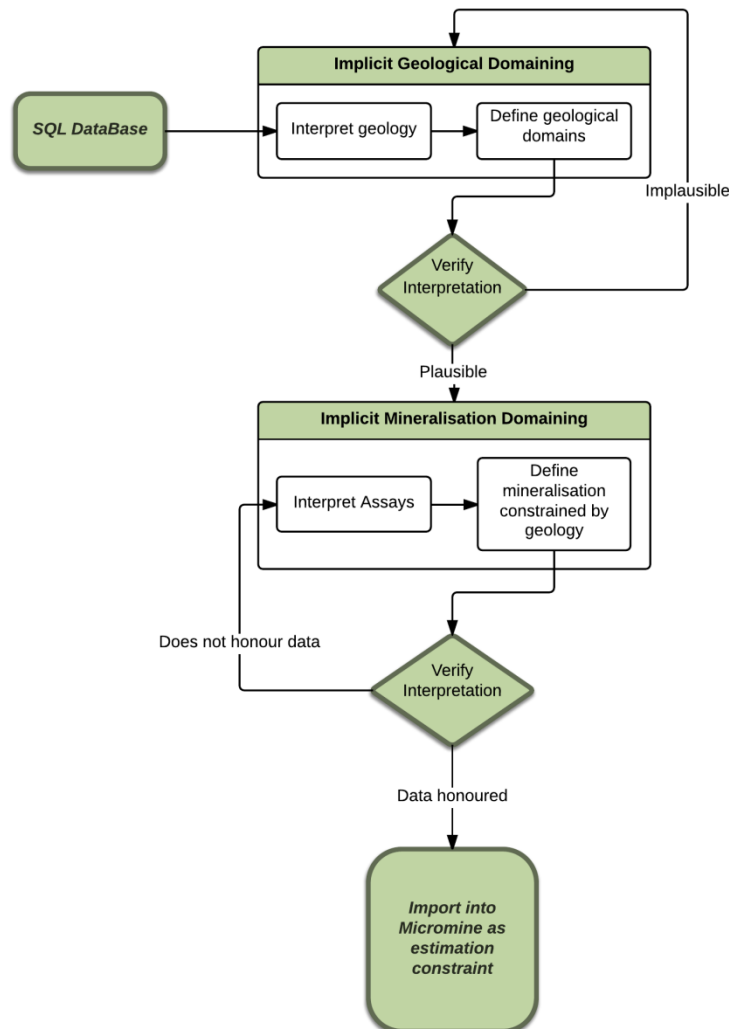 Implicit Geological Domaining
SQL DataBase
Interpret geology
Define geological
domains
Implausible
Verify
Interpretation
Plausible
Implicit Mineralisation Domaining
Interpret Assays
Define
mineralisation
constrained by
geology
Does not honour data
Verify
Interpretation
Data honoured
Import into
Micromine as
estimation
constraint